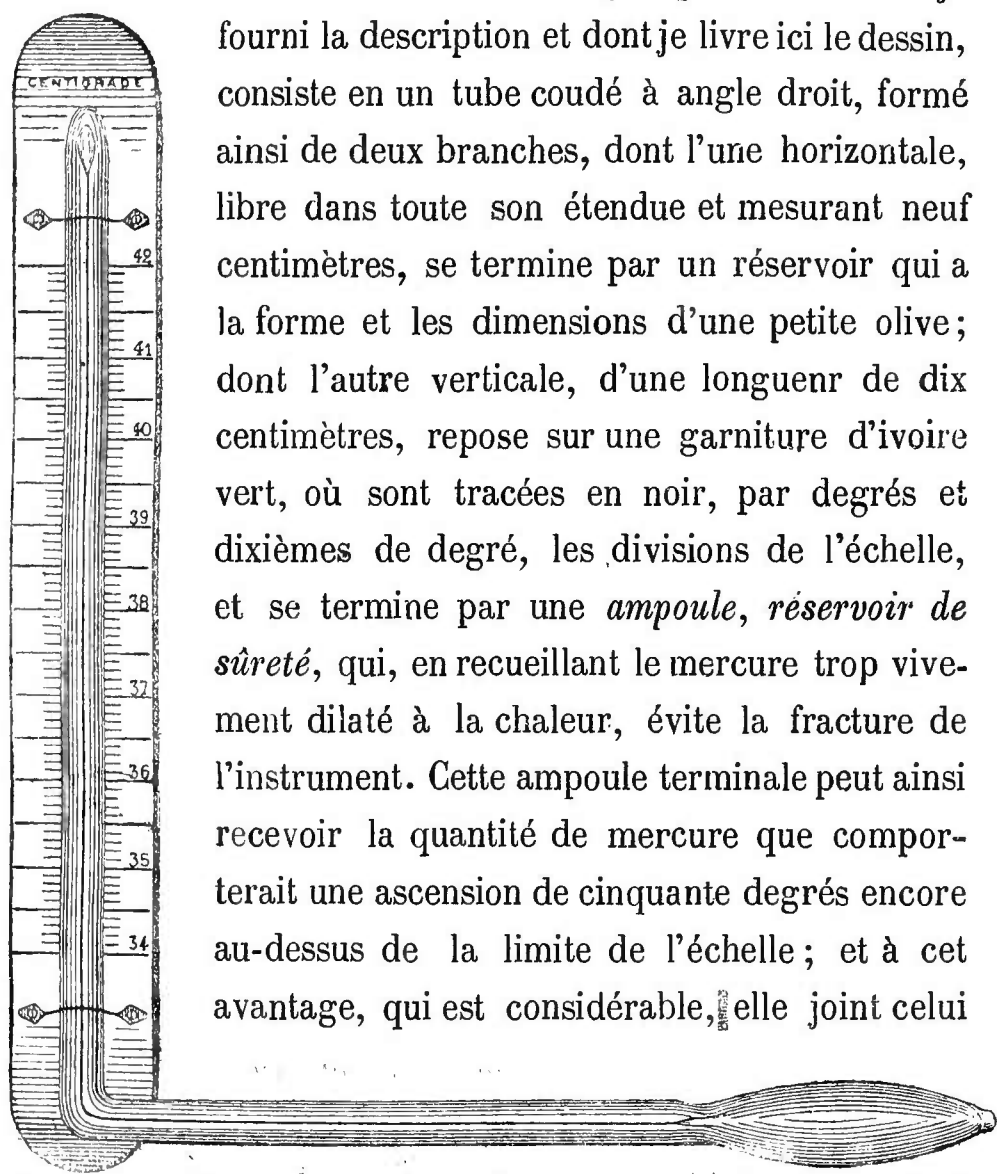 fourni la description et dont je livre ici le dessin,
consiste en un tube coudé à angle droit, formé
ainsi de deux branches, dont l'une horizontale,
libre dans toute son étendue et mesurant neuf
centimètres, se termine par un réservoir qui a
la forme et les dimensions d'une petite olive;
dont l'autre verticale, d'une longuenr de dix
centimètres, repose sur une garniture d'ivoire
vert, où sont tracées en noir, par degrés et
dixièmes de degré, les divisions de l'échelle,
et se termine par une ampoule, réservoir de
sûreté, qui, en recueillant le mercure trop vive-
ment dilaté à la chaleur, évite la fracture de
l'instrument. Cette ampoule terminale peut ainsi
recevoir la quantité de mercure que compor-
terait une ascension de cinquante degrés encore
au-dessus de la limite de l'échelle; et à cet
avantage, qui est considérable, elle joint celui
CENTIGRADE
42
41
40
39
38
37
36
35
34